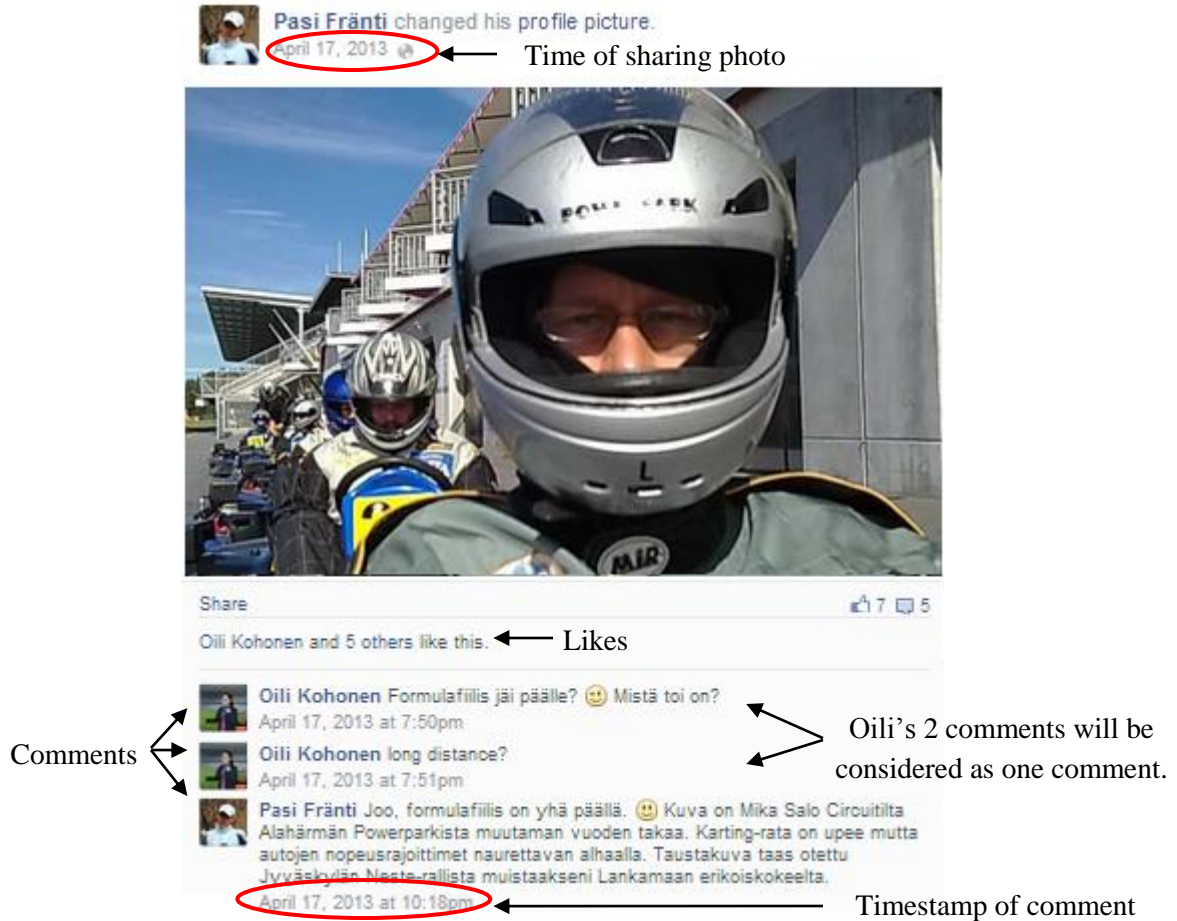 Pasi Fränti changed his profile picture.
April 17, 2013
Time of sharing photo
MIR
L
Share
7 5
Oili Kohonen and 5 others like this.
Likes
Oili Kohonen Formulafiilis jäi päälle? Mistä toi on?
April 17, 2013 at 7:50pm
Comments
Oili Kohonen long distance?
April 17, 2013 at 7:51pm
Oili's 2 comments will be
considered as one comment.
Pasi Fränti Joo, formulafiilis on yhä päällä. Kuva on Mika Salo Circuitilta
Alahärmän Powerparkista muutaman vuoden takaa. Karting-rata on upee mutta
autojen nopeusrajoittimet naurettavan alhaalla. Taustakuva taas otettu
Jyväskylän Neste-rallista muistaakseni Lankamaan erikoiskokeelta.
April 17, 2013 at 10:18pm
Timestamp of comment